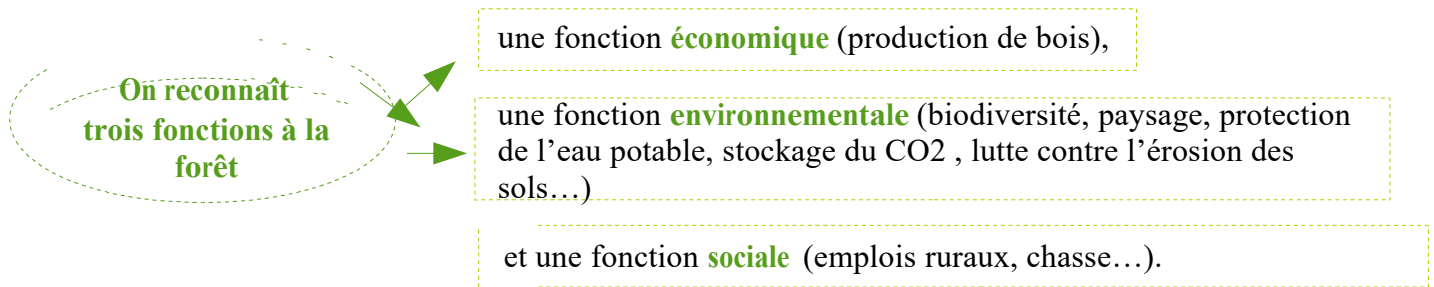 On reconnaît
trois fonctions à la
forêt
une fonction économique (production de bois),
une fonction environnementale (biodiversité, paysage, protection
de l’eau potable, stockage du CO2 , lutte contre l’érosion des
sols…)
et une fonction sociale (emplois ruraux, chasse…).